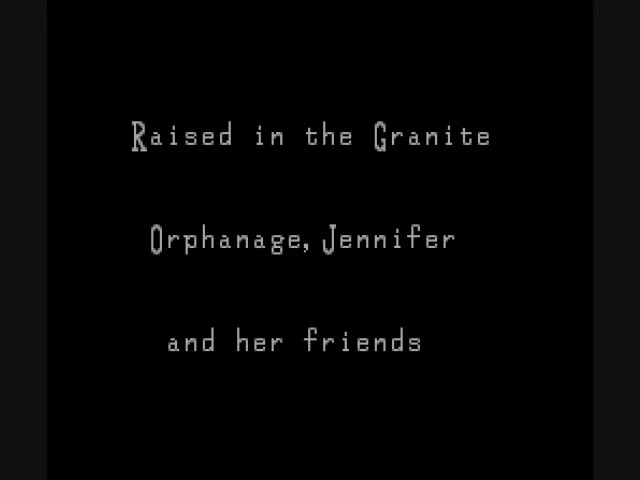 Raised in the Granite
Orphanage, Jennifer
and her friends